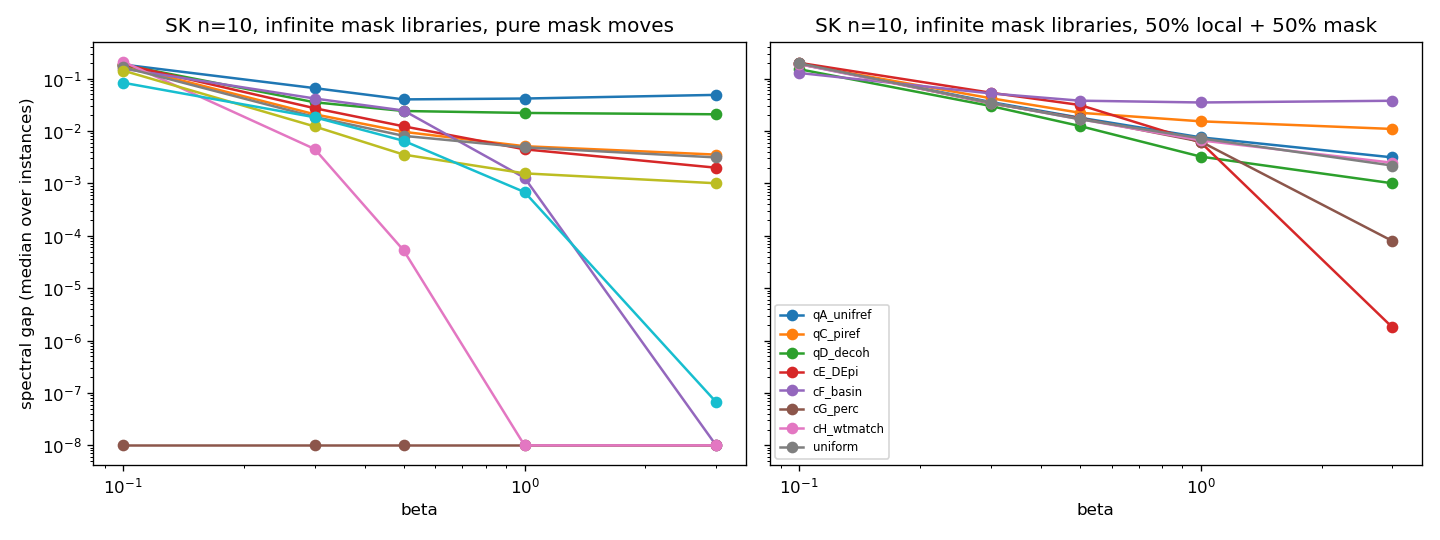 SK n=10, infinite mask libraries, pure mask moves
spectral gap (median over instances)
10⁻¹
10⁻²
10⁻³
10⁻⁴
10⁻⁵
10⁻⁶
10⁻⁷
10⁻⁸
10⁻¹
10⁰
beta
SK n=10, infinite mask libraries, 50% local + 50% mask
qA_unifref
qC_piref
qD_decoh
cE_DEpi
cF_basin
cG_perc
cH_wtmatch
uniform
10⁻¹
10⁰
beta